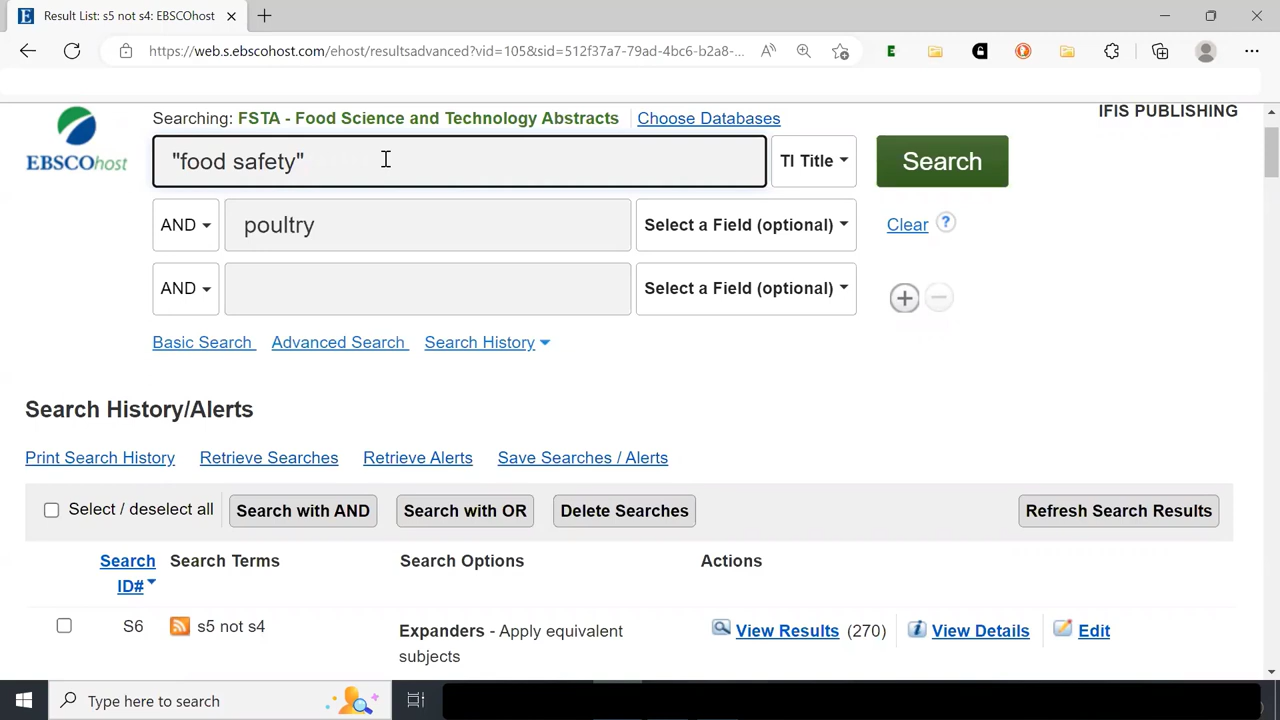 Result List: s5 not s4: EBSCOhost
https://web.s.ebscohost.com/ehost/resultsadvanced?vid=105&sid=512f37a7-79ad-4bc6-b2a8-...
IFIS PUBLISHING
Searching: FSTA - Food Science and Technology Abstracts Choose Databases
EBSCOhost
"food safety" TI Title Search
AND poultry Select a Field (optional) Clear ?
AND Select a Field (optional)
Basic Search Advanced Search Search History
Search History/Alerts
Print Search History Retrieve Searches Retrieve Alerts Save Searches / Alerts
Select / deselect all Search with AND Search with OR Delete Searches Refresh Search Results
Search ID# Search Terms Search Options Actions
S6 s5 not s4 Expanders - Apply equivalent subjects View Results (270) View Details Edit
Type here to search